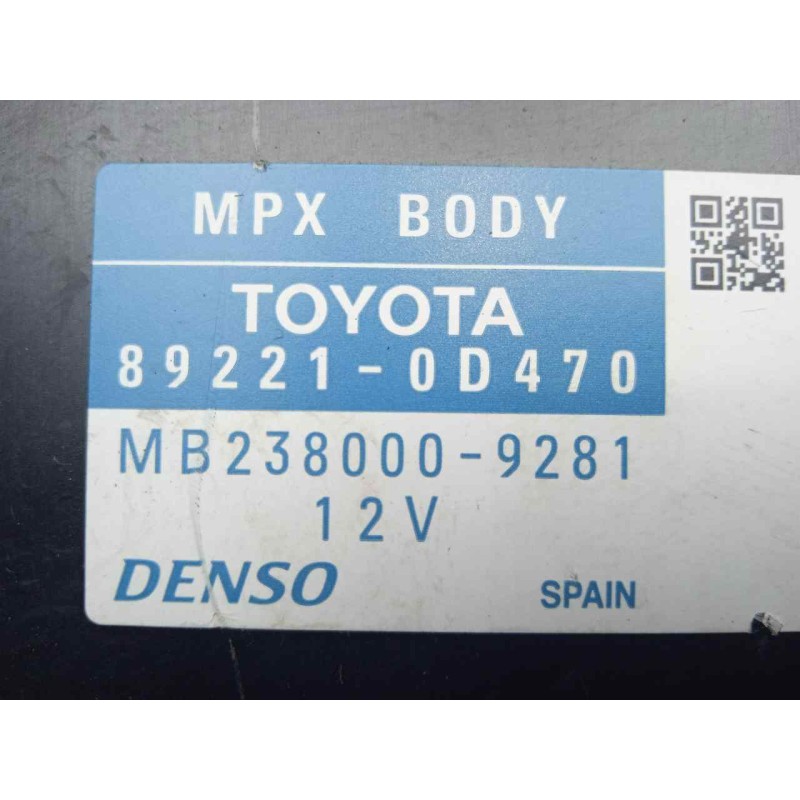 MPX BODY
TOYOTA
89221-0D470
MB238000-9281
12V
DENSO
SPAIN